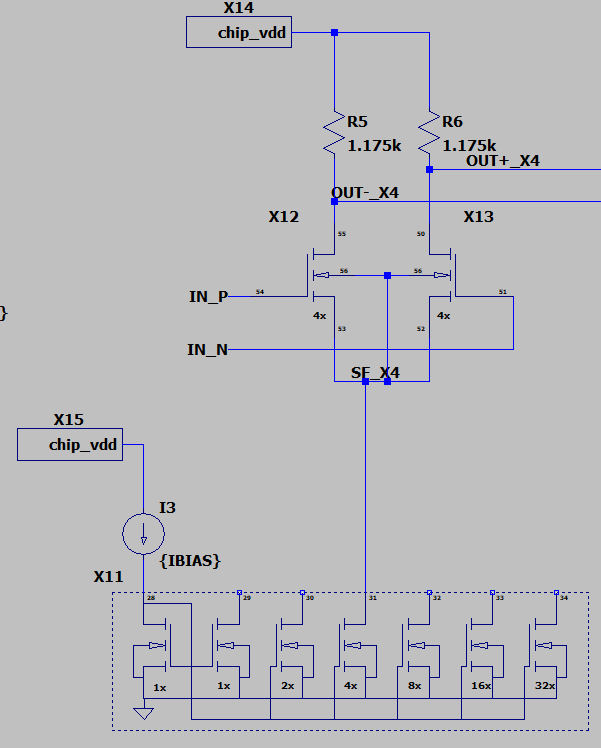 X14
chip_vdd
R5
1.175k
R6
1.175k
OUT+_X4
OUT-_X4
X12
X13
55
50
56
56
IN_P
54
51
4x
4x
53
52
IN_N
}
SF_X4
X15
chip_vdd
I3
{IBIAS}
X11
28
29
30
31
32
33
34
1x
1x
2x
4x
8x
16x
32x